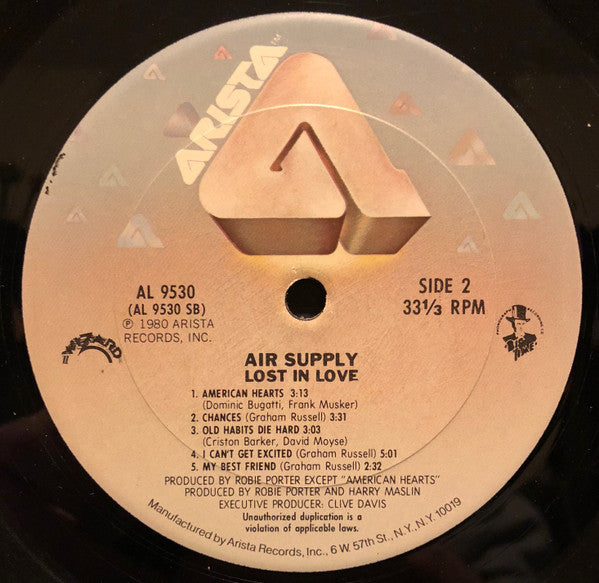 ARISTA™
AL 9530
(AL 9530 SB)
℗ 1980 ARISTA
RECORDS, INC.
SIDE 2
33⅓ RPM
WIZARD
BIG TIME
AIR SUPPLY
LOST IN LOVE
1. AMERICAN HEARTS 3:13
(Dominic Bugatti, Frank Musker)
2. CHANCES (Graham Russell) 3:31
3. OLD HABITS DIE HARD 3:03
(Criston Barker, David Moyse)
4. I CAN'T GET EXCITED (Graham Russell) 5:01
5. MY BEST FRIEND (Graham Russell) 2:32
PRODUCED BY ROBIE PORTER EXCEPT "AMERICAN HEARTS"
PRODUCED BY ROBIE PORTER AND HARRY MASLIN
EXECUTIVE PRODUCER: CLIVE DAVIS
Unauthorized duplication is a
violation of applicable laws.
Manufactured by Arista Records, Inc., 6 W. 57th St., N.Y., N.Y. 10019